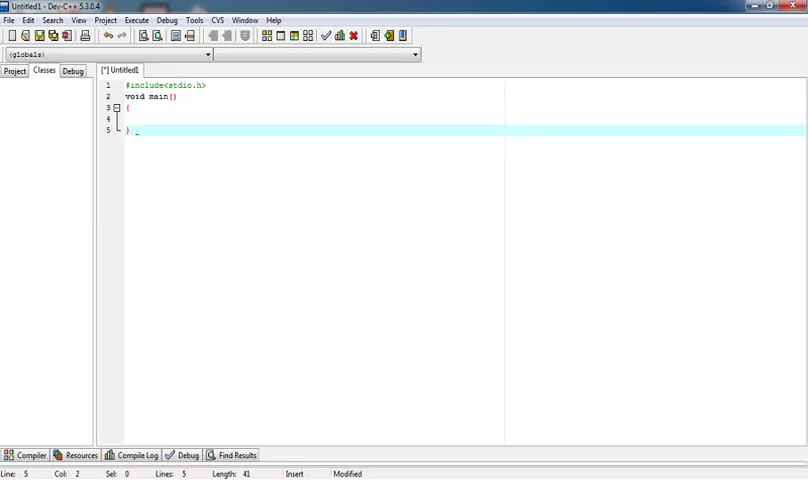 Untitled1 - Dev-C++ 5.3.0.4
File Edit Search View Project Execute Debug Tools CVS Window Help
(globals)
Project Classes Debug [*] Untitled1
1 #include<stdio.h>
2 void main()
3 {
4
5 }
Compiler Resources Compile Log Debug Find Results
Line: 5 Col: 2 Sel: 0 Lines: 5 Length: 41 Insert Modified